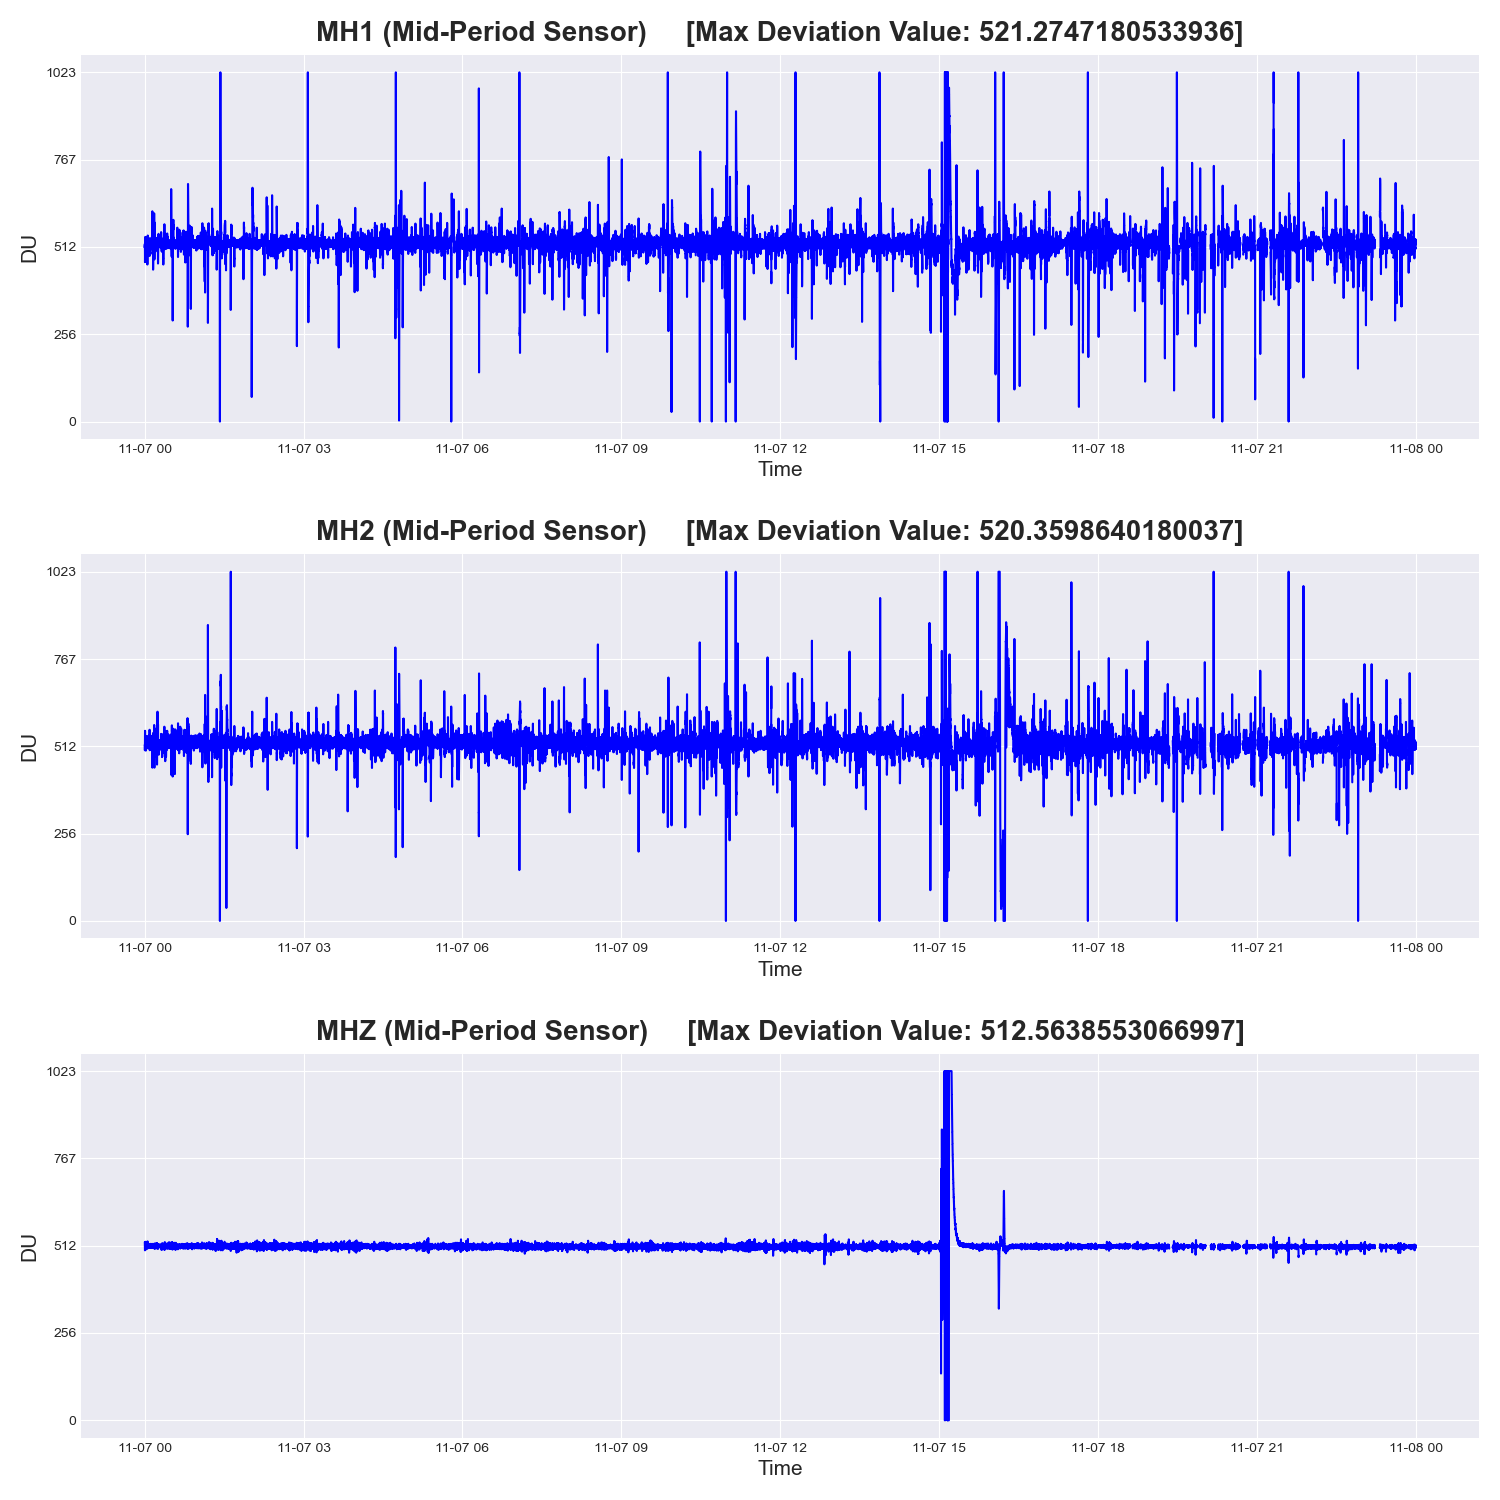 MH1 (Mid-Period Sensor) [Max Deviation Value: 521.2747180533936]
1023
767
512
256
0
DU
11-07 00 11-07 03 11-07 06 11-07 09 11-07 12 11-07 15 11-07 18 11-07 21 11-08 00
Time
MH2 (Mid-Period Sensor) [Max Deviation Value: 520.3598640180037]
1023
767
512
256
0
DU
11-07 00 11-07 03 11-07 06 11-07 09 11-07 12 11-07 15 11-07 18 11-07 21 11-08 00
Time
MHZ (Mid-Period Sensor) [Max Deviation Value: 512.5638553066997]
1023
767
512
256
0
DU
11-07 00 11-07 03 11-07 06 11-07 09 11-07 12 11-07 15 11-07 18 11-07 21 11-08 00
Time